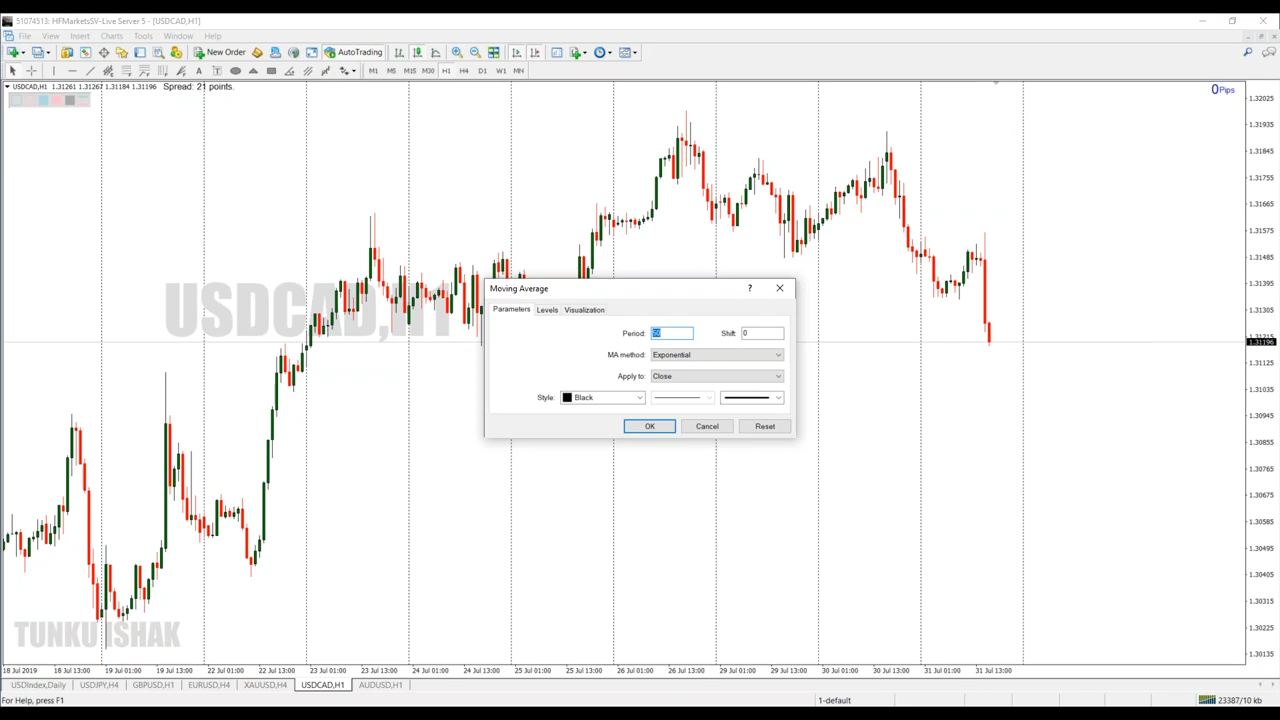 51074513: HFMarketsSV-Live Server 5 - [USDCAD,H1]
File View Insert Charts Tools Window Help
New Order AutoTrading
A T M1 M5 M15 M30 H1 H4 D1 W1 MN
USDCAD,H1 1.31261 1.31267 1.31184 1.31196 Spread: 21 points.
0Pips
1.32025
1.31935
1.31845
1.31755
1.31665
1.31575
1.31485
1.31395
1.31305
1.31215
1.31196
1.31125
1.31035
1.30945
1.30855
1.30765
1.30675
1.30585
1.30495
1.30405
1.30315
1.30225
1.30135
USDCAD,H1
Moving Average
Parameters Levels Visualization
Period: 50 Shift: 0
MA method: Exponential
Apply to: Close
Style: Black
OK Cancel Reset
TUNKU ISHAK
18 Jul 2019 18 Jul 13:00 19 Jul 01:00 19 Jul 13:00 22 Jul 01:00 22 Jul 13:00 23 Jul 01:00 23 Jul 13:00 24 Jul 01:00 24 Jul 13:00 25 Jul 01:00 25 Jul 13:00 26 Jul 01:00 26 Jul 13:00 29 Jul 01:00 29 Jul 13:00 30 Jul 01:00 30 Jul 13:00 31 Jul 01:00 31 Jul 13:00
USDIndex,Daily USDJPY,H4 GBPUSD,H1 EURUSD,H4 XAUUSD,H4 USDCAD,H1 AUDUSD,H1
For Help, press F1 1-default 23387/10 kb